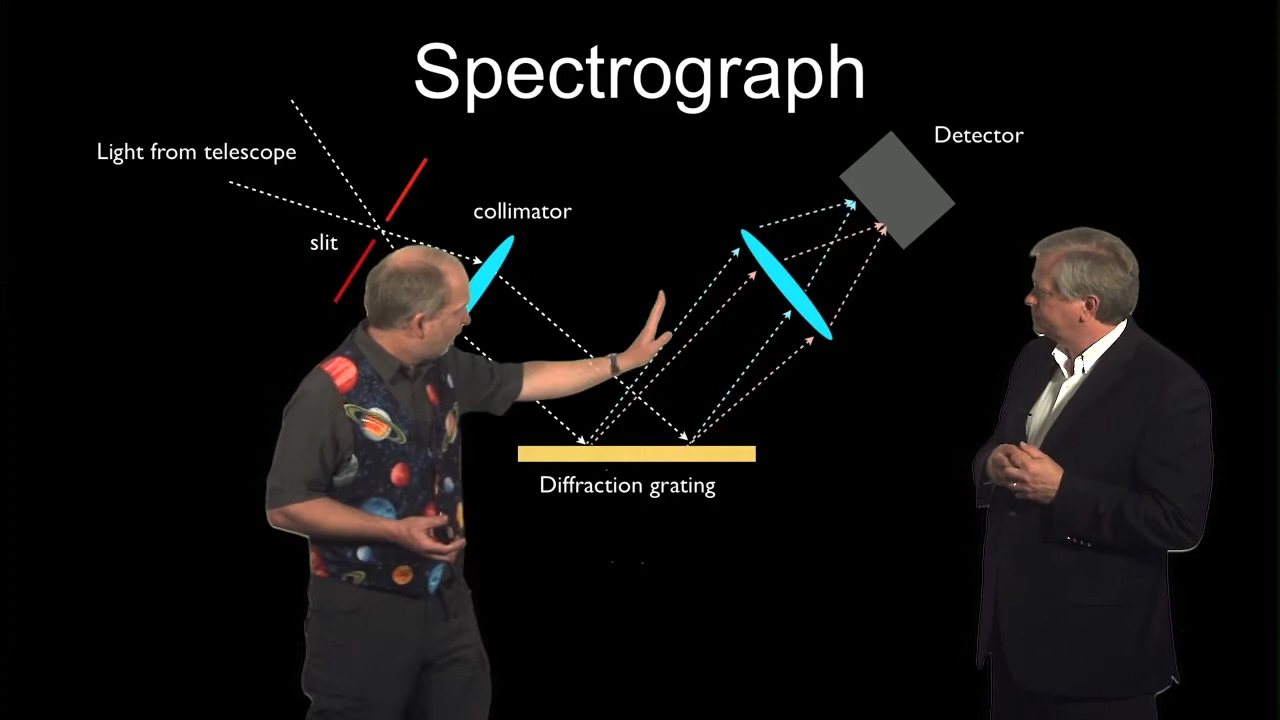 Spectrograph
Light from telescope
Detector
collimator
slit
Diffraction grating